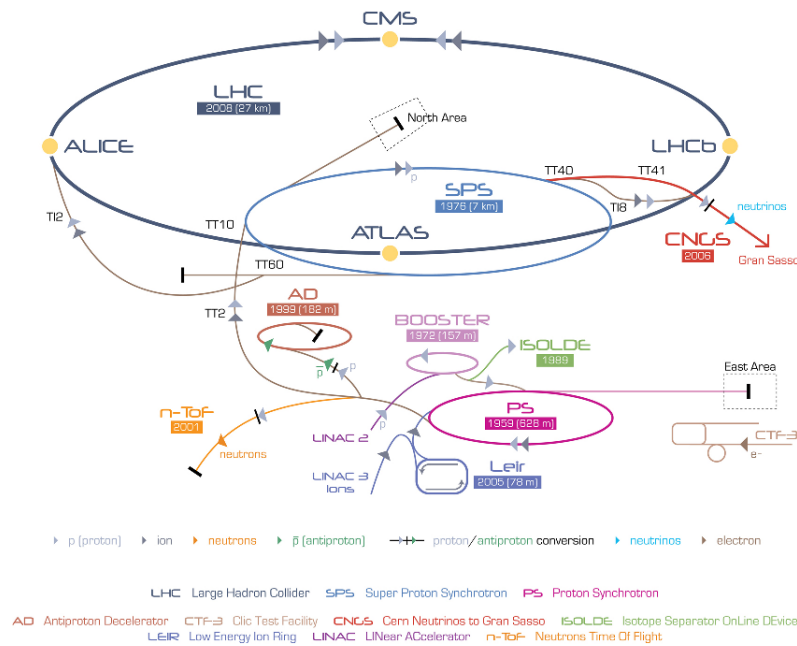 CMS
LHC
2008 (27 km)
North Area
ALICE
LHCb
TT40
TT41
p
SPS
1976 (7 km)
TI2
TT10
ATLAS
TI8
neutrinos
CNGS
2006
Gran Sasso
TT60
AD
1999 (182 m)
TT2
BOOSTER
1972 (157 m)
ISOLDE
1989
p̅
p
East Area
n-ToF
2001
PS
1959 (628 m)
p
LINAC 2
neutrons
CTF-3
e-
LINAC 3
Ions
Leir
2005 (78 m)
p (proton) ion neutrons p̅ (antiproton) proton/antiproton conversion neutrinos electron
LHC Large Hadron Collider SPS Super Proton Synchrotron PS Proton Synchrotron
AD Antiproton Decelerator CTF-3 Clic Test Facility CNGS Cern Neutrinos to Gran Sasso ISOLDE Isotope Separator OnLine DEvice
LEIR Low Energy Ion Ring LINAC LINear ACcelerator n-ToF Neutrons Time Of Flight